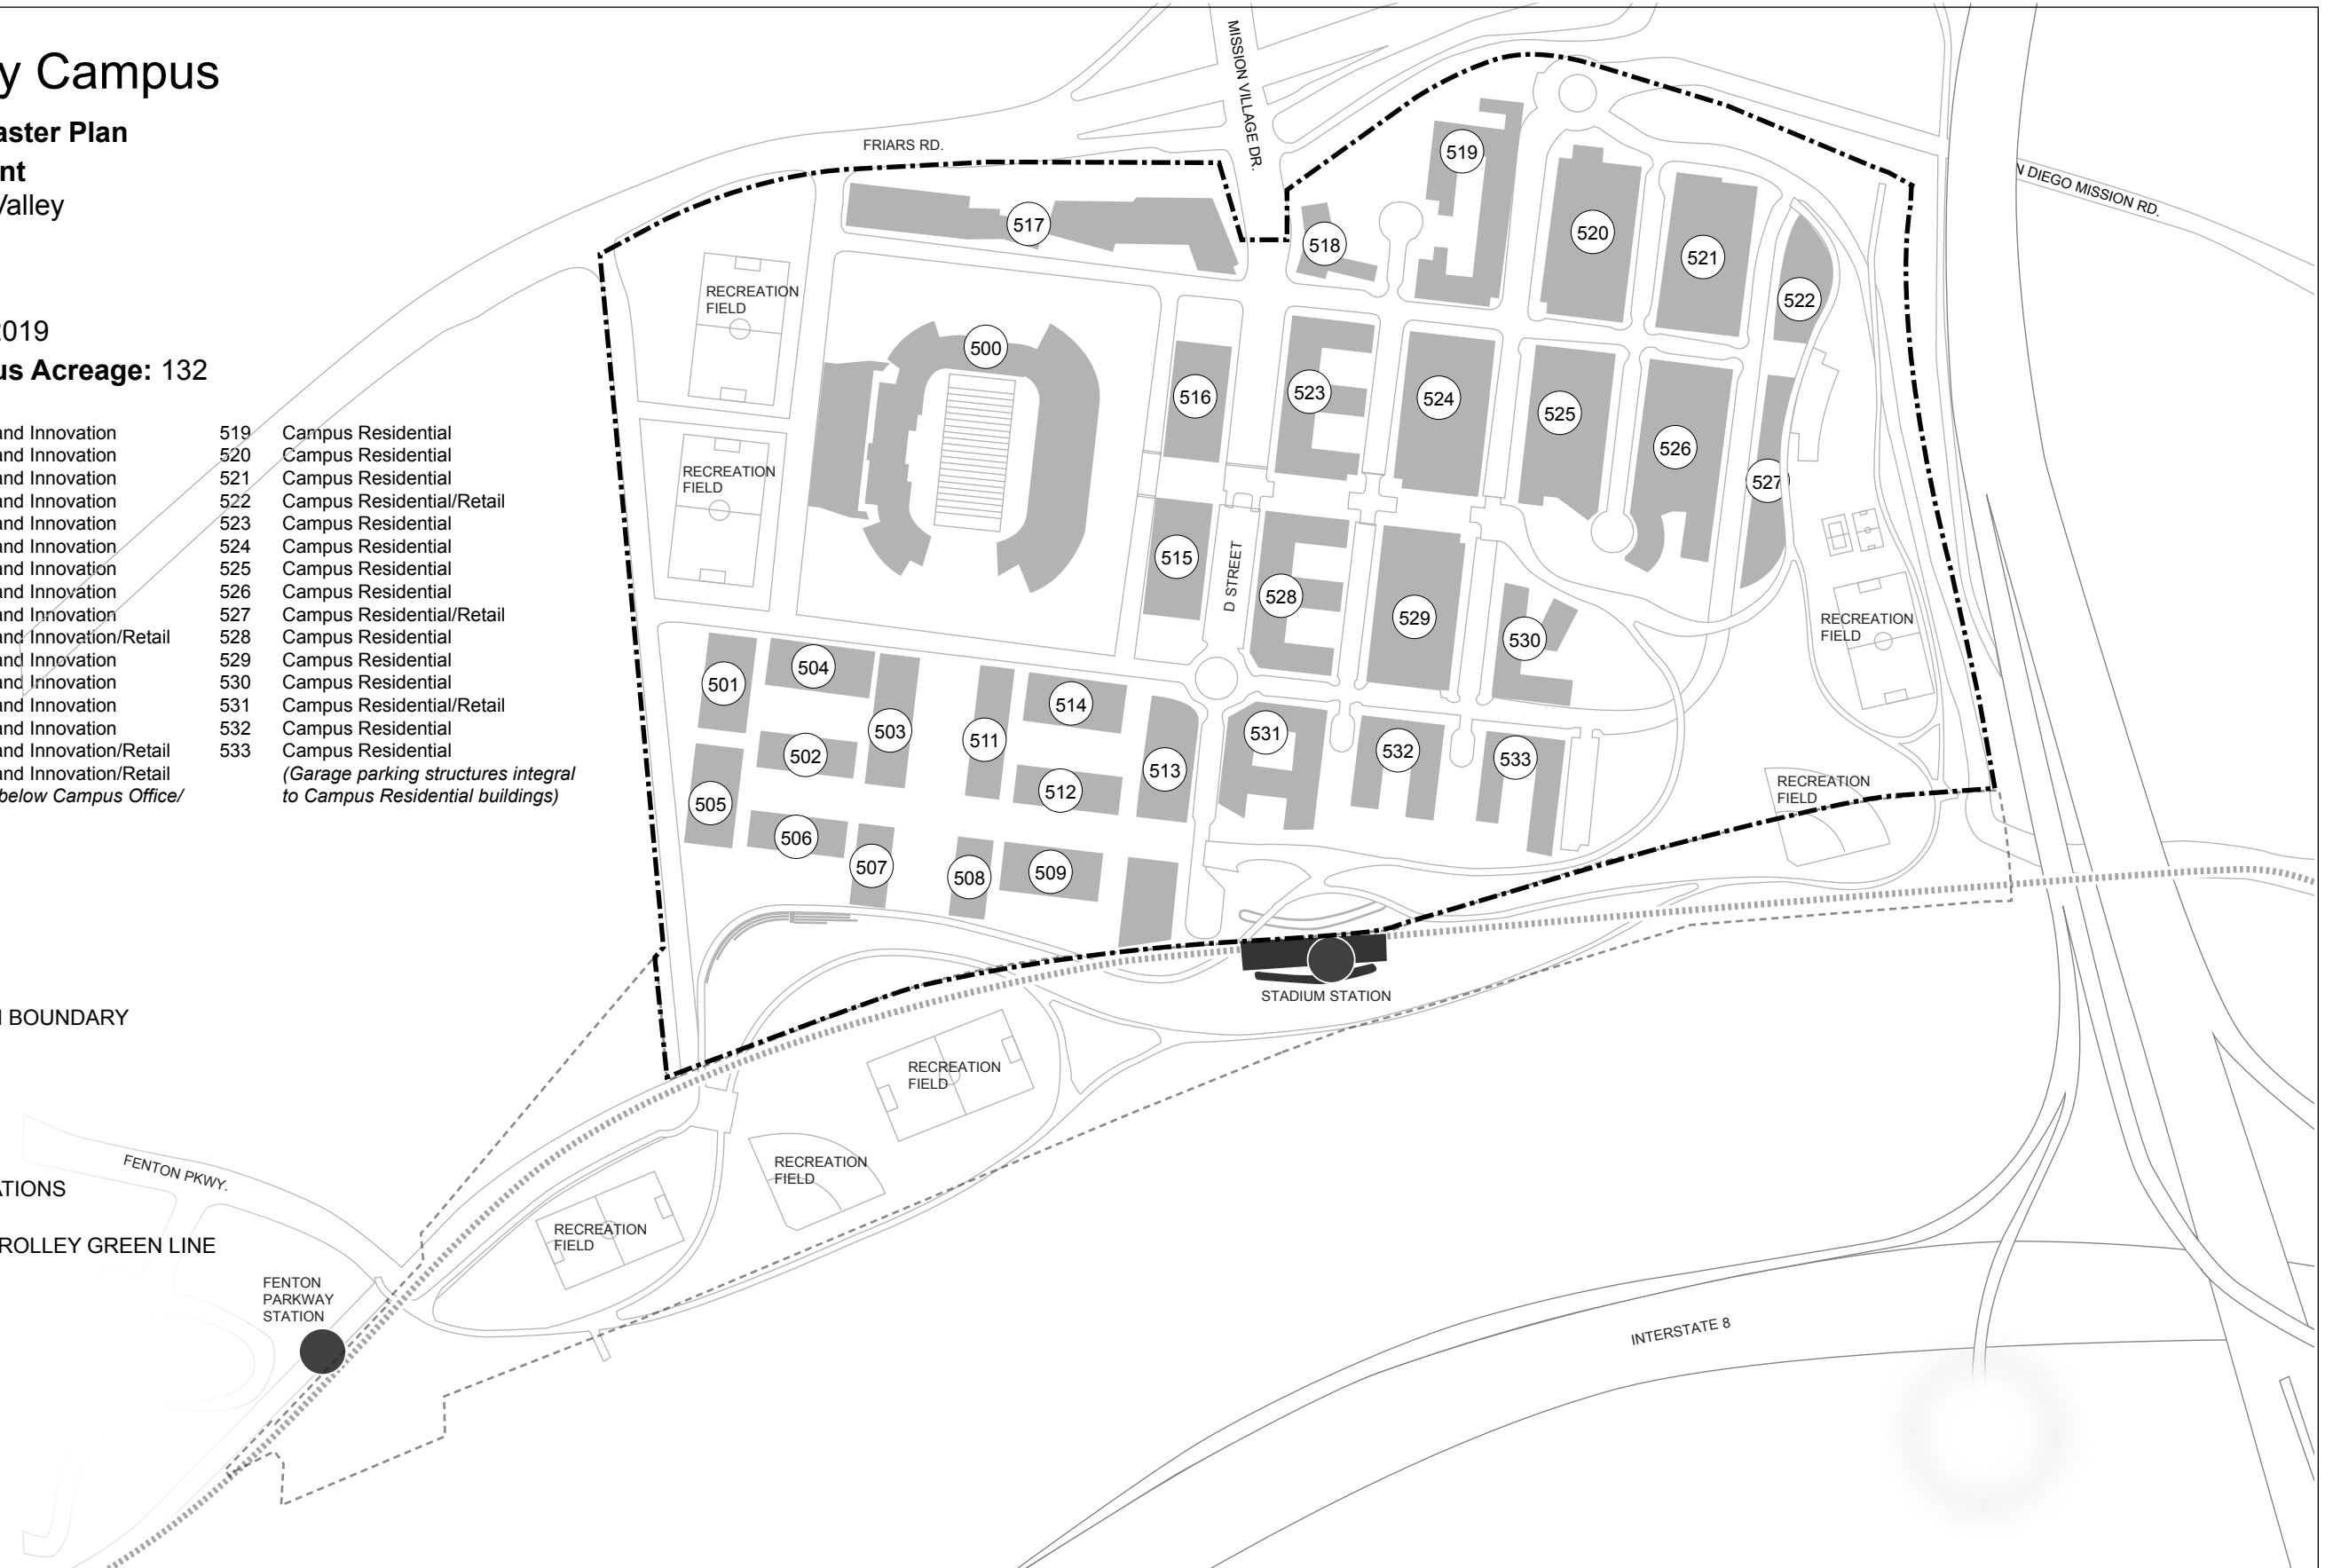 y Campus
aster Plan
nt
Valley
2019
us Acreage: 132
and Innovation
and Innovation
and Innovation
and Innovation
and Innovation
and Innovation
and Innovation
and Innovation
and Innovation
and Innovation/Retail
and Innovation
and Innovation
and Innovation
and Innovation
and Innovation/Retail
and Innovation/Retail
below Campus Office/
519 Campus Residential
520 Campus Residential
521 Campus Residential
522 Campus Residential/Retail
523 Campus Residential
524 Campus Residential
525 Campus Residential
526 Campus Residential
527 Campus Residential/Retail
528 Campus Residential
529 Campus Residential
530 Campus Residential
531 Campus Residential/Retail
532 Campus Residential
533 Campus Residential
(Garage parking structures integral
to Campus Residential buildings)
BOUNDARY
ATIONS
ROLLEY GREEN LINE
FRIARS RD.
MISSION VILLAGE DR.
N DIEGO MISSION RD.
517
518
519
520
521
522
RECREATION
FIELD
500
516
523
524
525
526
527
RECREATION
FIELD
515
D STREET
528
529
530
RECREATION
FIELD
501
504
503
511
514
513
531
532
533
502
512
505
506
507
508
509
RECREATION
FIELD
STADIUM STATION
RECREATION
FIELD
RECREATION
FIELD
RECREATION
FIELD
FENTON PKWY.
FENTON
PARKWAY
STATION
INTERSTATE 8